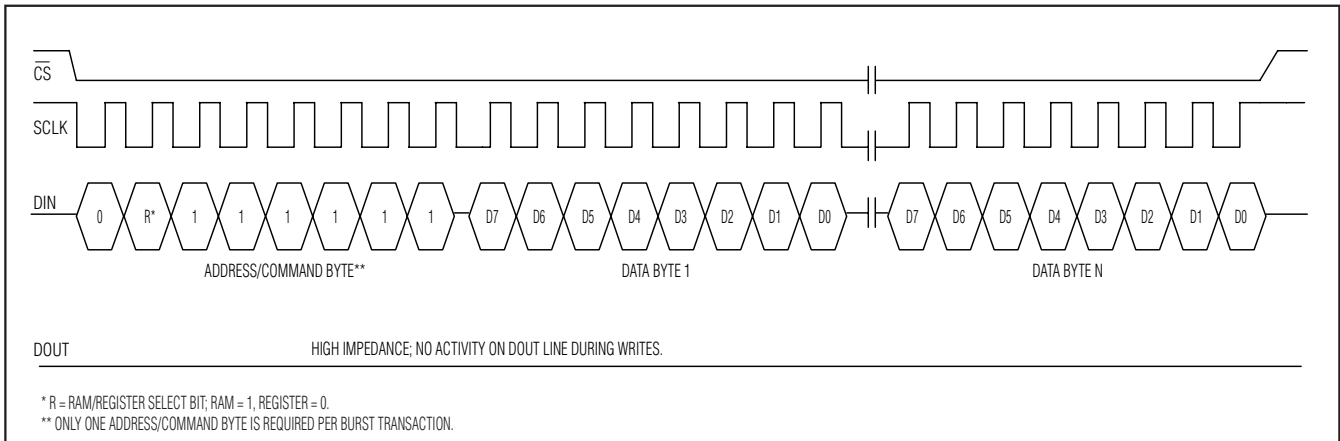 CS
SCLK
DIN 0 R* 1 1 1 1 1 1 D7 D6 D5 D4 D3 D2 D1 D0 D7 D6 D5 D4 D3 D2 D1 D0
ADDRESS/COMMAND BYTE** DATA BYTE 1 DATA BYTE N
DOUT HIGH IMPEDANCE; NO ACTIVITY ON DOUT LINE DURING WRITES.
* R = RAM/REGISTER SELECT BIT; RAM = 1, REGISTER = 0.
** ONLY ONE ADDRESS/COMMAND BYTE IS REQUIRED PER BURST TRANSACTION.